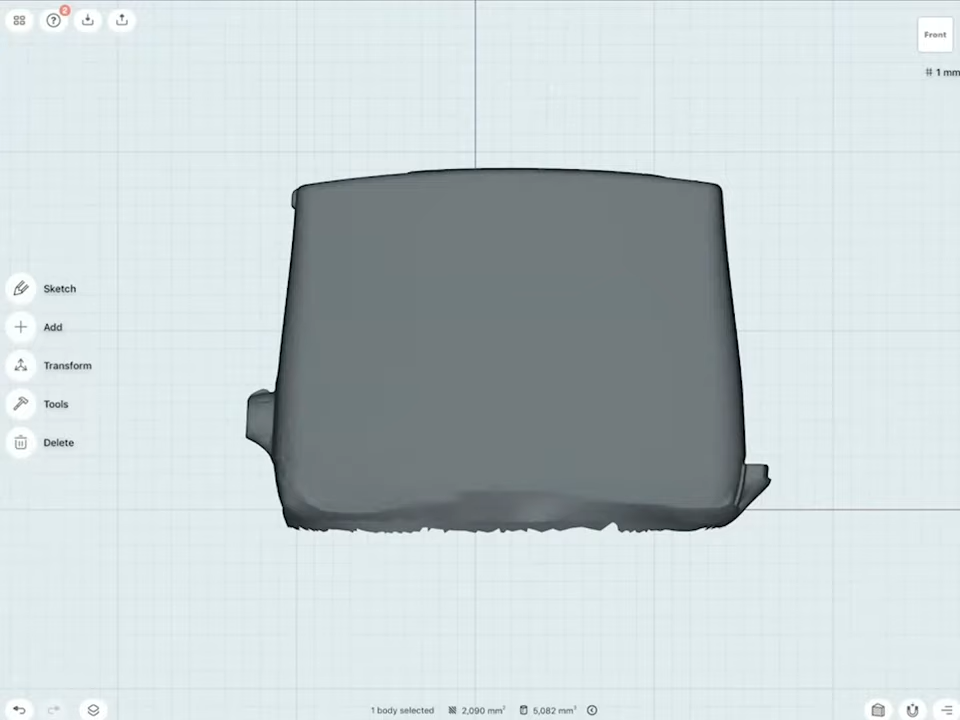 2
Front
1 mm
Sketch
Add
Transform
Tools
Delete
1 body selected 2,090 mm² 5,082 mm³